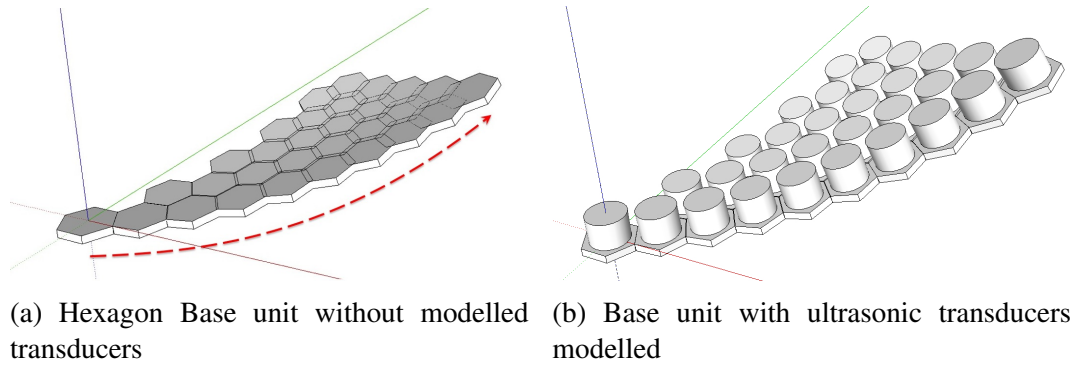 (a) Hexagon Base unit without modelled
transducers
(b) Base unit with ultrasonic transducers
modelled